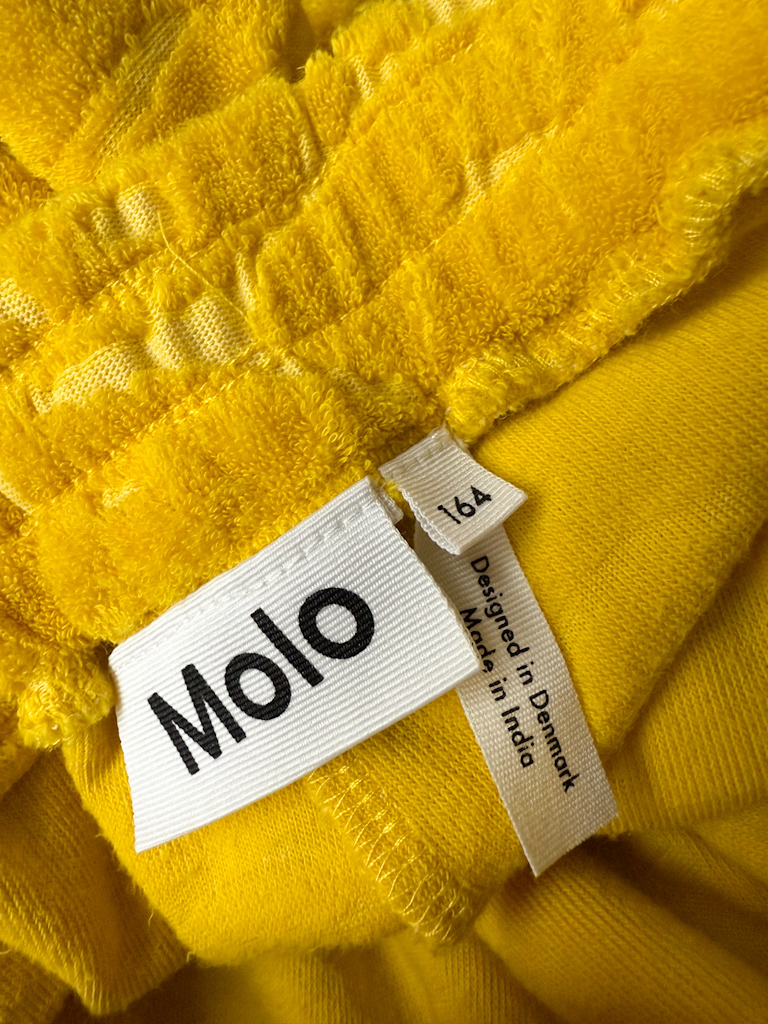 Molo
164
Designed in Denmark
Made in India